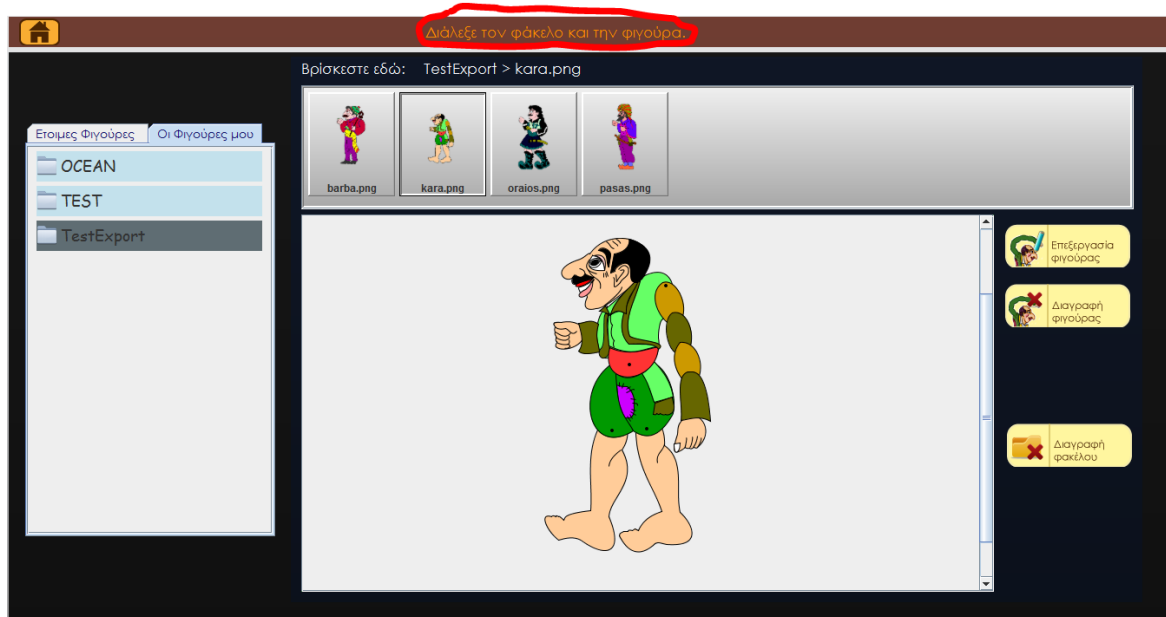 Διάλεξε τον φάκελο και την φιγούρα.
Βρίσκεστε εδώ: TestExport > kara.png
Ετοιμες Φιγούρες
Οι Φιγούρες μου
OCEAN
TEST
TestExport
barba.png
kara.png
oraios.png
pasas.png
Επεξεργασία
φιγούρας
Διαγραφή
φιγούρας
Διαγραφή
φακέλου